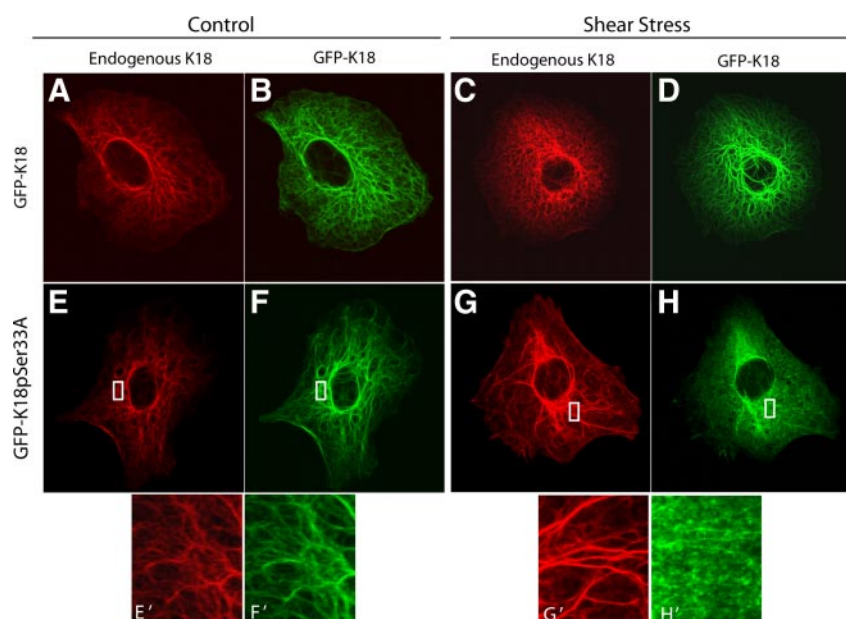 Control
Shear Stress
Endogenous K18
GFP-K18
Endogenous K18
GFP-K18
GFP-K18
A
B
C
D
GFP-K18pSer33A
E
F
G
H
E'
F'
G'
H'